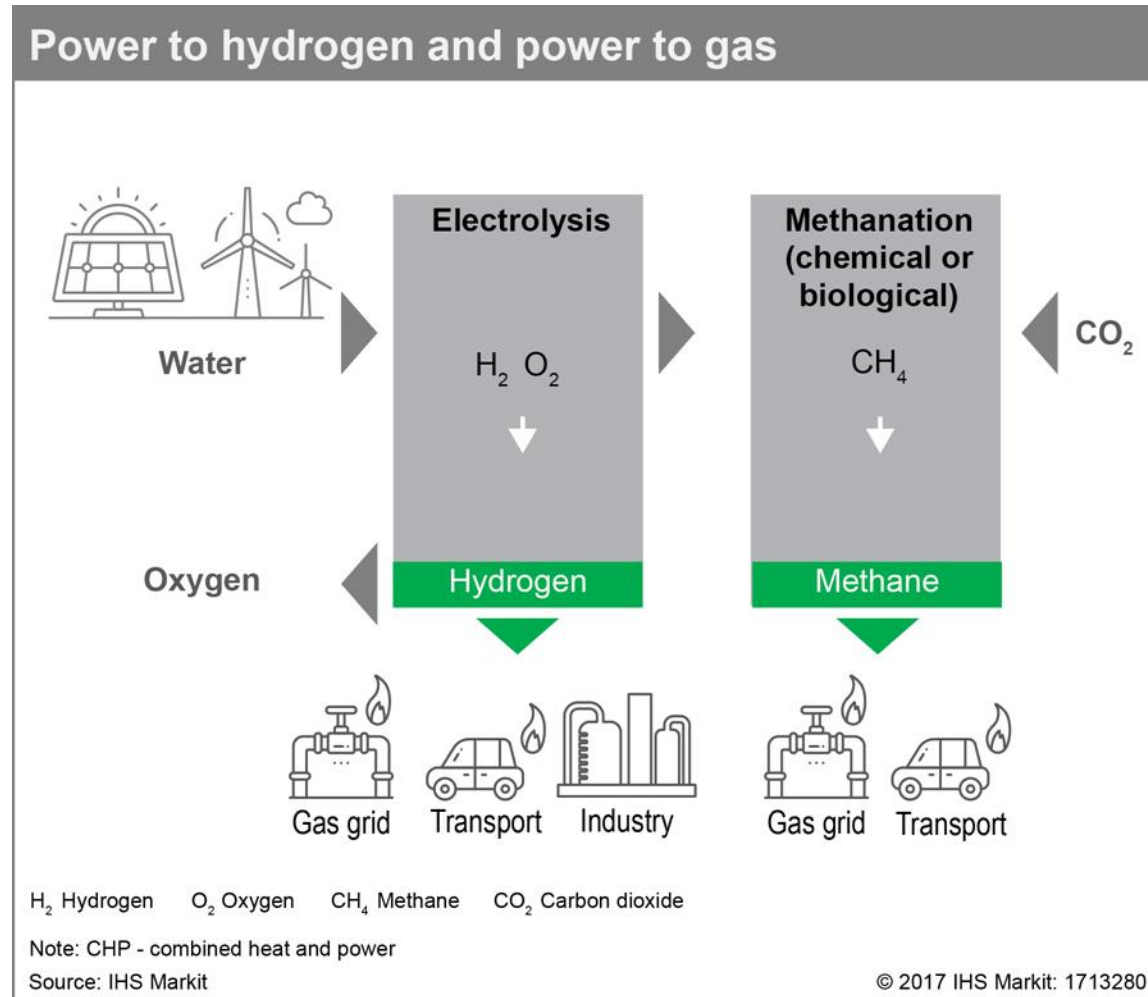 Power to hydrogen and power to gas
Electrolysis
Methanation
(chemical or
biological)
Water
H₂ O₂
CH₄
CO₂
Oxygen
Hydrogen
Methane
Gas grid
Transport
Industry
Gas grid
Transport
H₂ Hydrogen O₂ Oxygen CH₄ Methane CO₂ Carbon dioxide
Note: CHP - combined heat and power
Source: IHS Markit
© 2017 IHS Markit: 1713280